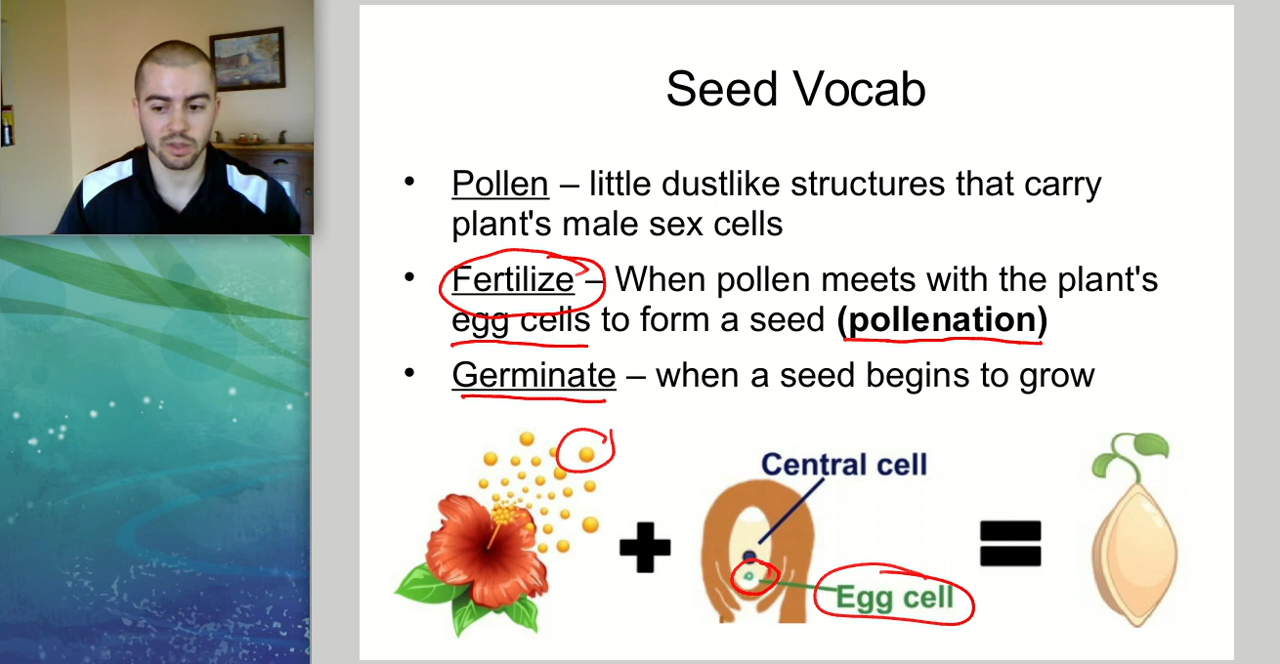 Seed Vocab
• Pollen – little dustlike structures that carry
plant's male sex cells
• Fertilize – When pollen meets with the plant's
egg cells to form a seed (pollenation)
• Germinate – when a seed begins to grow
Central cell
Egg cell